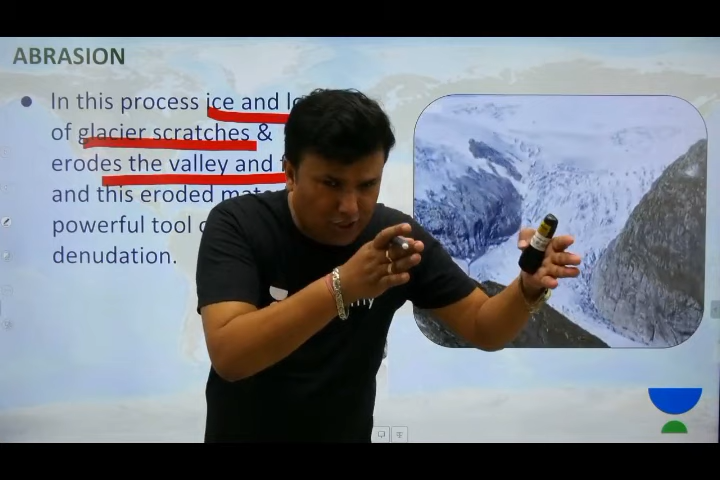 ABRASION
In this process ice and
of glacier scratches &
erodes the valley and
and this eroded
powerful tool
denudation.